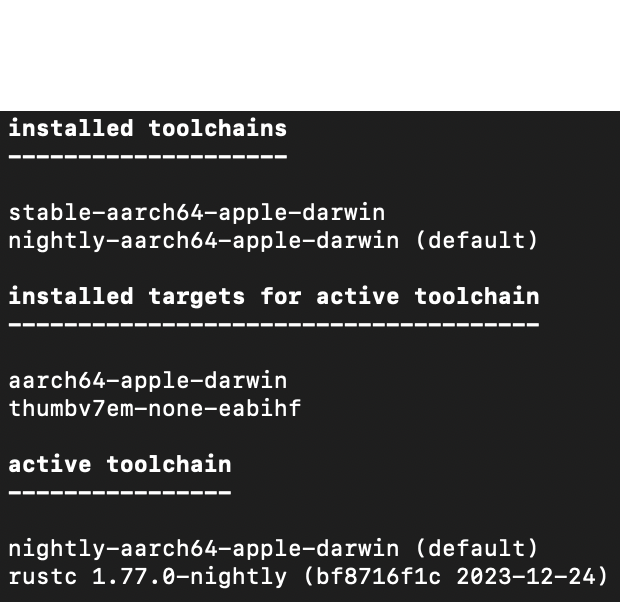 installed toolchains
--------------------
stable-aarch64-apple-darwin
nightly-aarch64-apple-darwin (default)
installed targets for active toolchain
--------------------------------------
aarch64-apple-darwin
thumbv7em-none-eabihf
active toolchain
----------------
nightly-aarch64-apple-darwin (default)
rustc 1.77.0-nightly (bf8716f1c 2023-12-24)